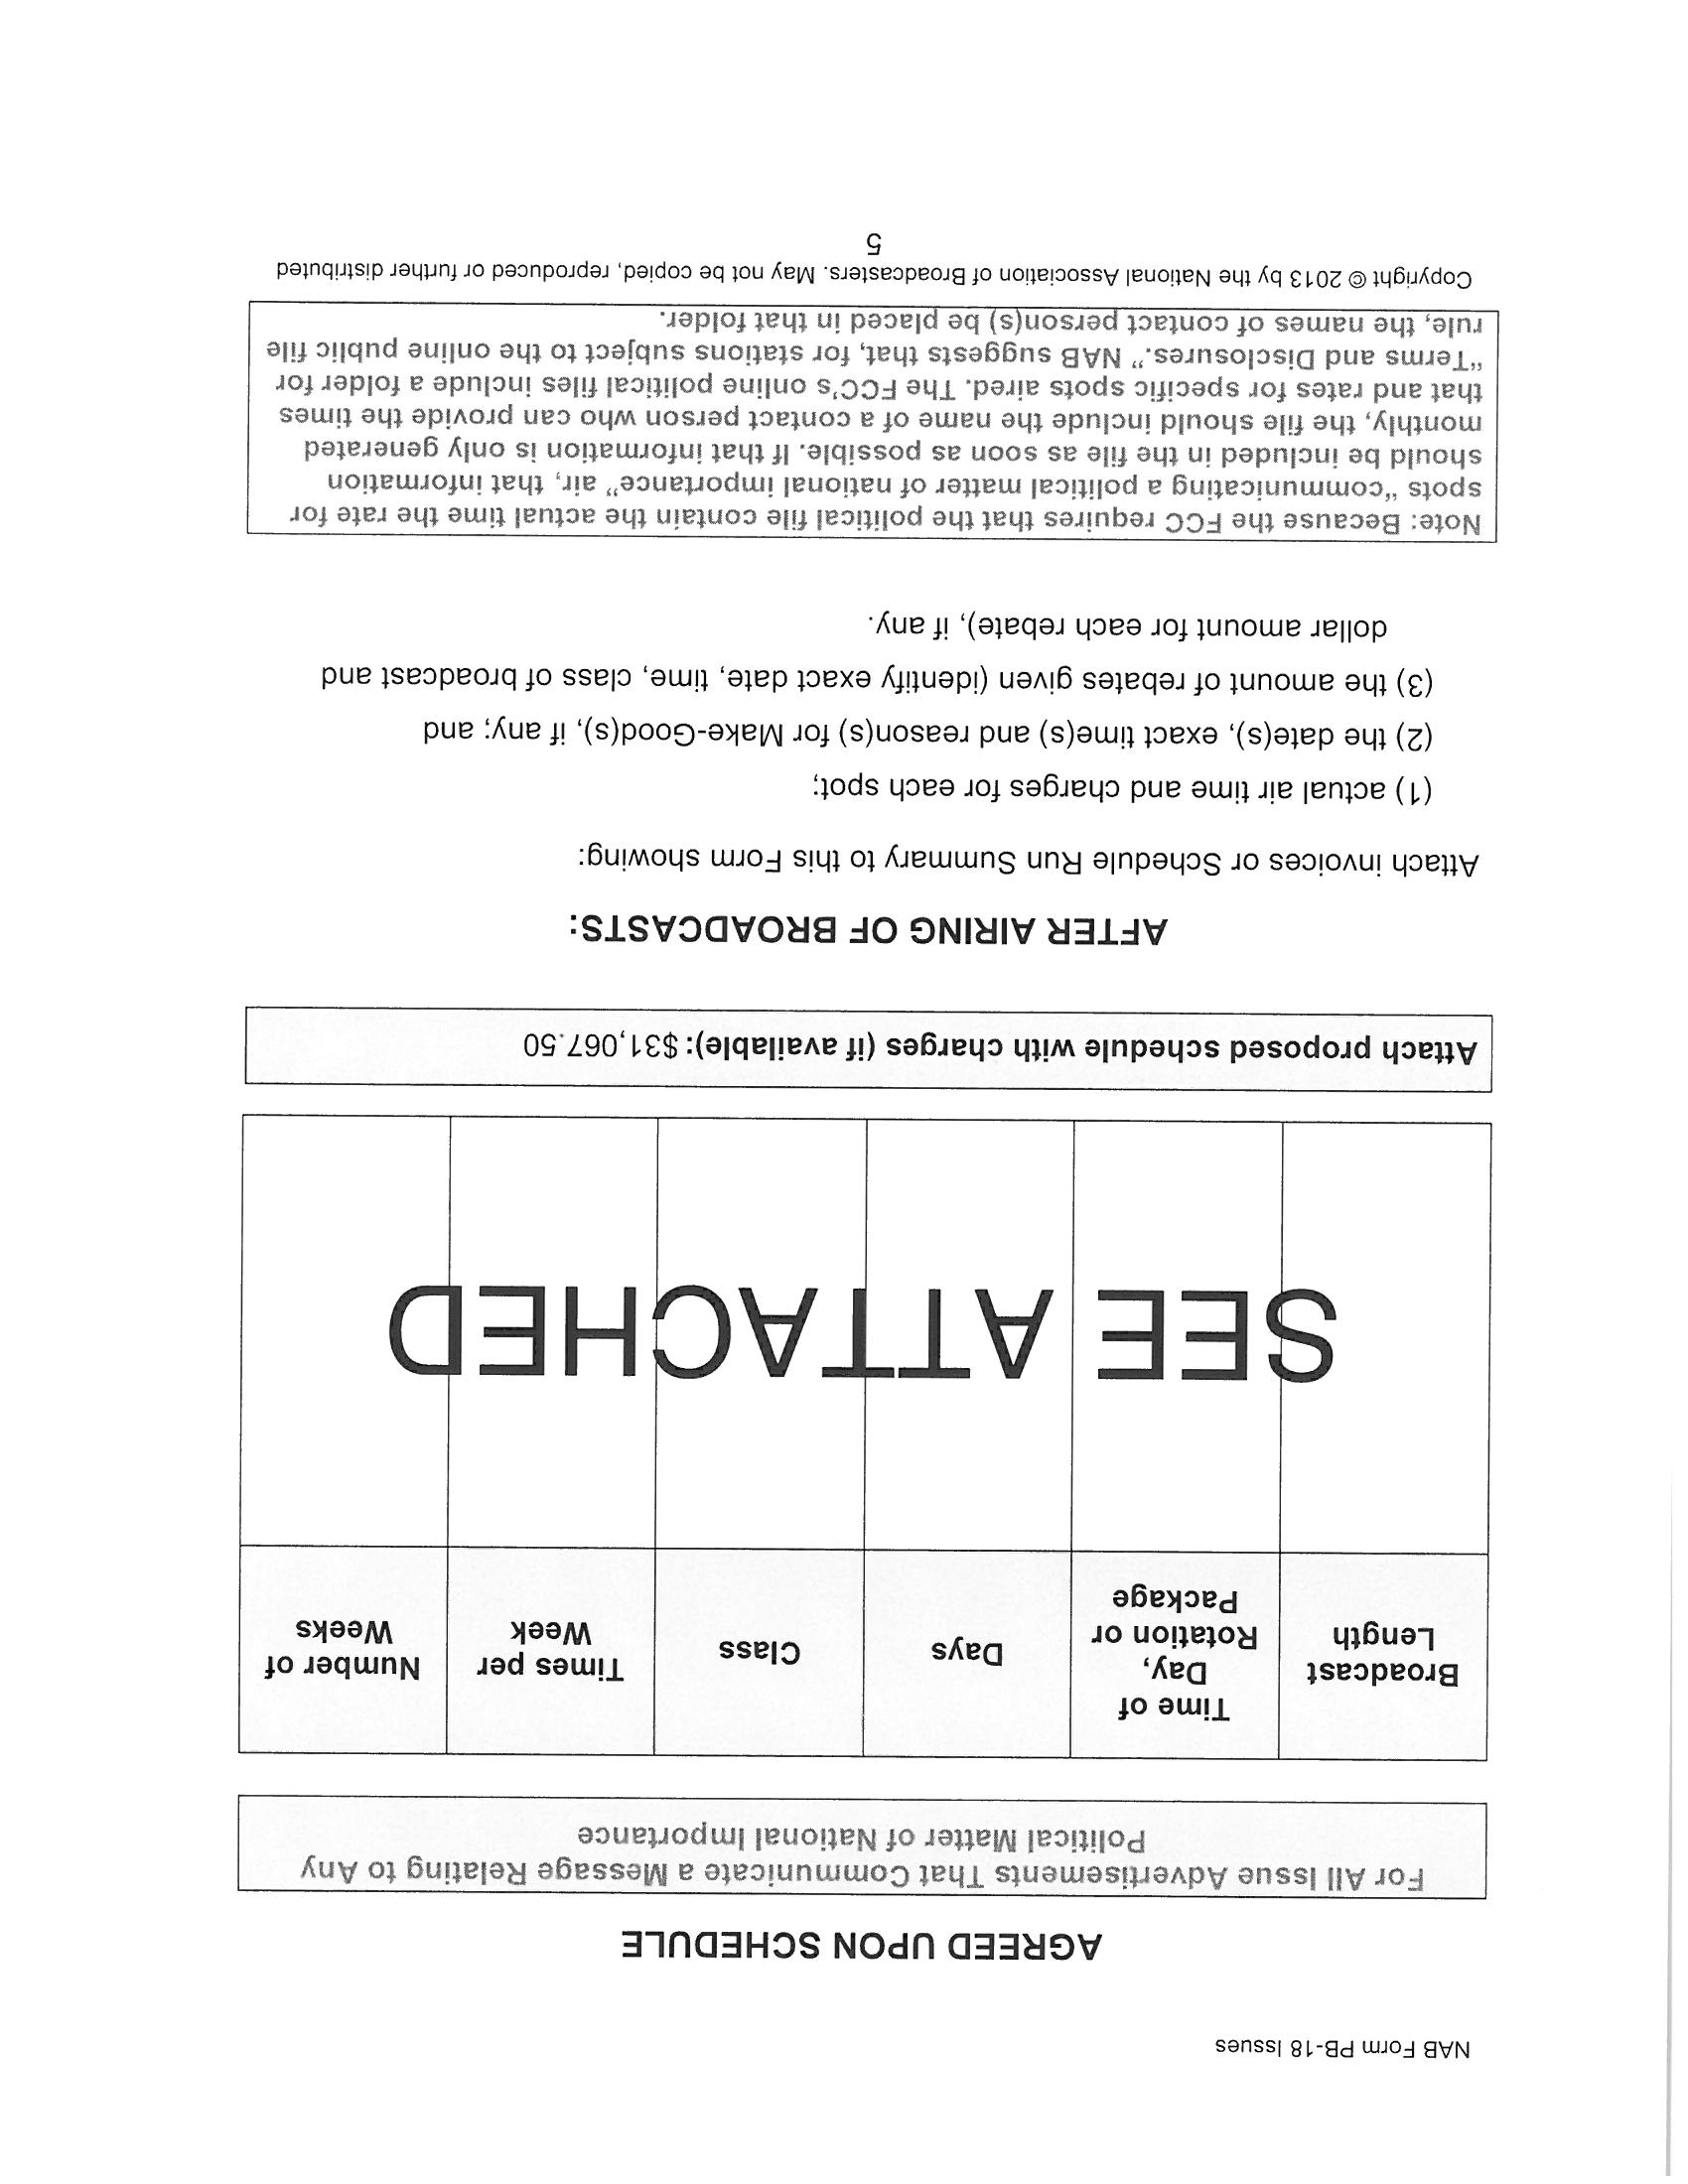 NAB Form PB-18 Issues
AGREED UPON SCHEDULE
For All Issue Advertisements That Communicate a Message Relating to Any
Political Matter of National Importance
Broadcast
Length
Time of
Day,
Rotation or
Package
Days
Class
Times per
Week
Number of
Weeks
SEE ATTACHED
Attach proposed schedule with charges (if available): $31,067.50
AFTER AIRING OF BROADCASTS:
Attach invoices or Schedule Run Summary to this Form showing:
(1) actual air time and charges for each spot;
(2) the date(s), exact time(s) and reason(s) for Make-Good(s), if any; and
(3) the amount of rebates given (identify exact date, time, class of broadcast and
dollar amount for each rebate), if any.
Note: Because the FCC requires that the political file contain the actual time the rate for
spots “communicating a political matter of national importance” air, that information
should be included in the file as soon as possible. If that information is only generated
monthly, the file should include the name of a contact person who can provide the times
that and rates for specific spots aired. The FCC’s online political files include a folder for
“Terms and Disclosures.” NAB suggests that, for stations subject to the online public file
rule, the names of contact person(s) be placed in that folder.
Copyright © 2013 by the National Association of Broadcasters. May not be copied, reproduced or further distributed
5